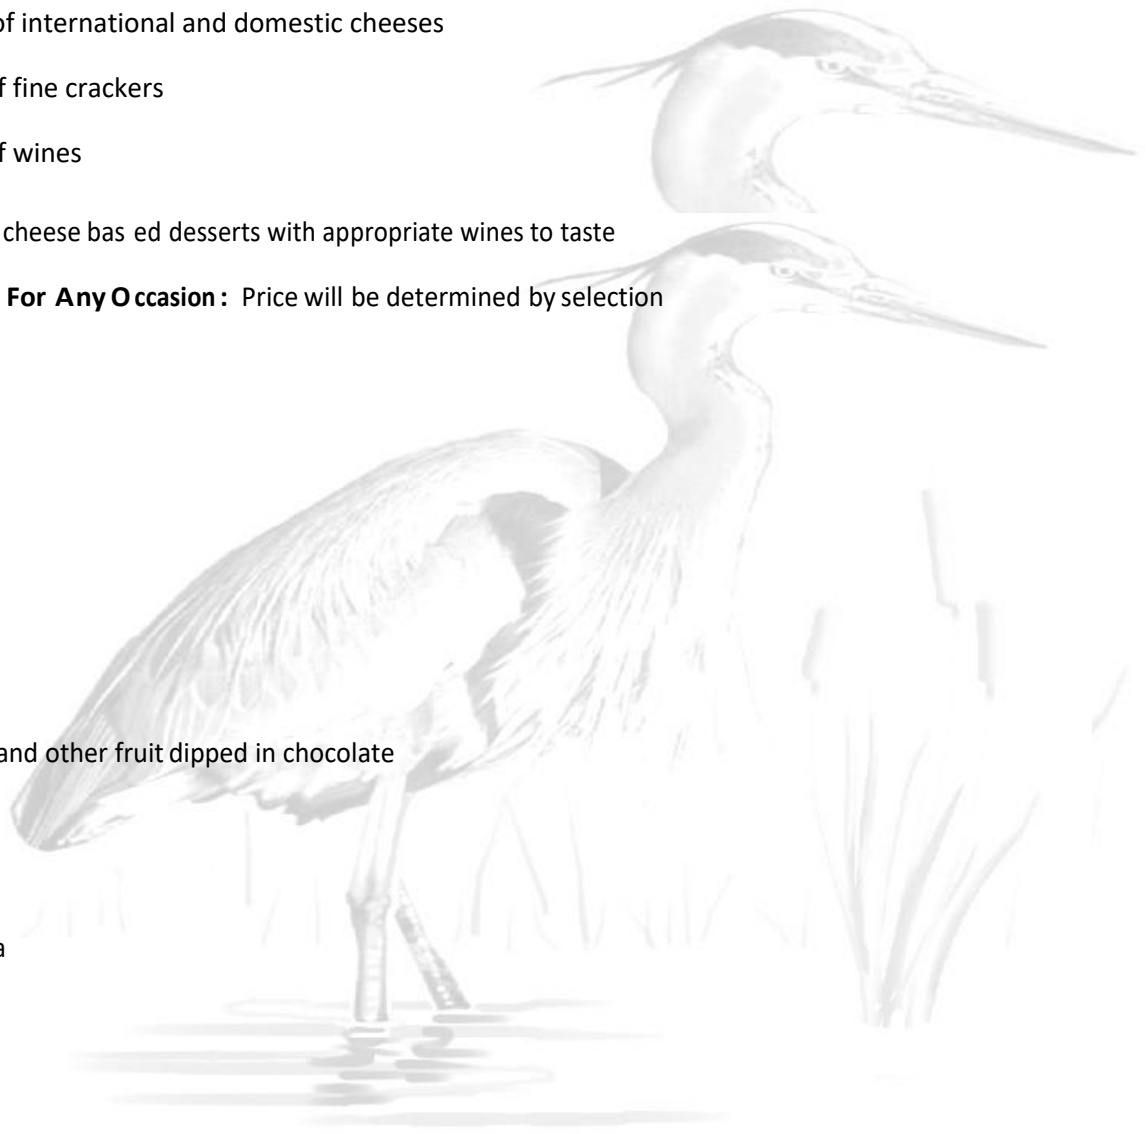 of international and domestic cheeses
f fine crackers
f wines
cheese bas ed desserts with appropriate wines to taste
For Any Occasion: Price will be determined by selection
and other fruit dipped in chocolate
a